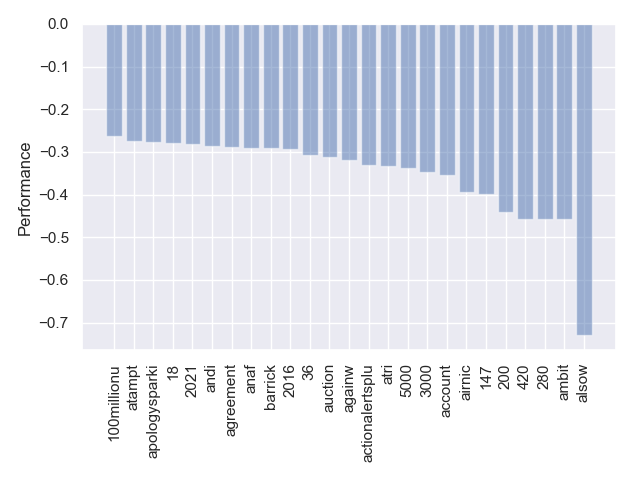 0.0
−0.1
−0.2
−0.3
−0.4
−0.5
−0.6
−0.7
Performance
100millionu
atampt
apologysparki
18
2021
andi
agreement
anaf
barrick
2016
36
auction
againw
actionalertsplu
atri
5000
3000
account
airnic
147
200
420
280
ambit
alsow